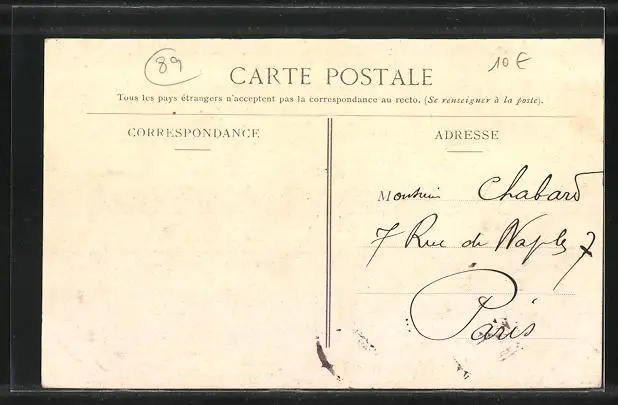 89
10 €
CARTE POSTALE
Tous les pays étrangers n'acceptent pas la correspondance au recto. (Se renseigner à la poste).
CORRESPONDANCE
ADRESSE
Monsieur Chabard
7 Rue de Naples 7
Paris